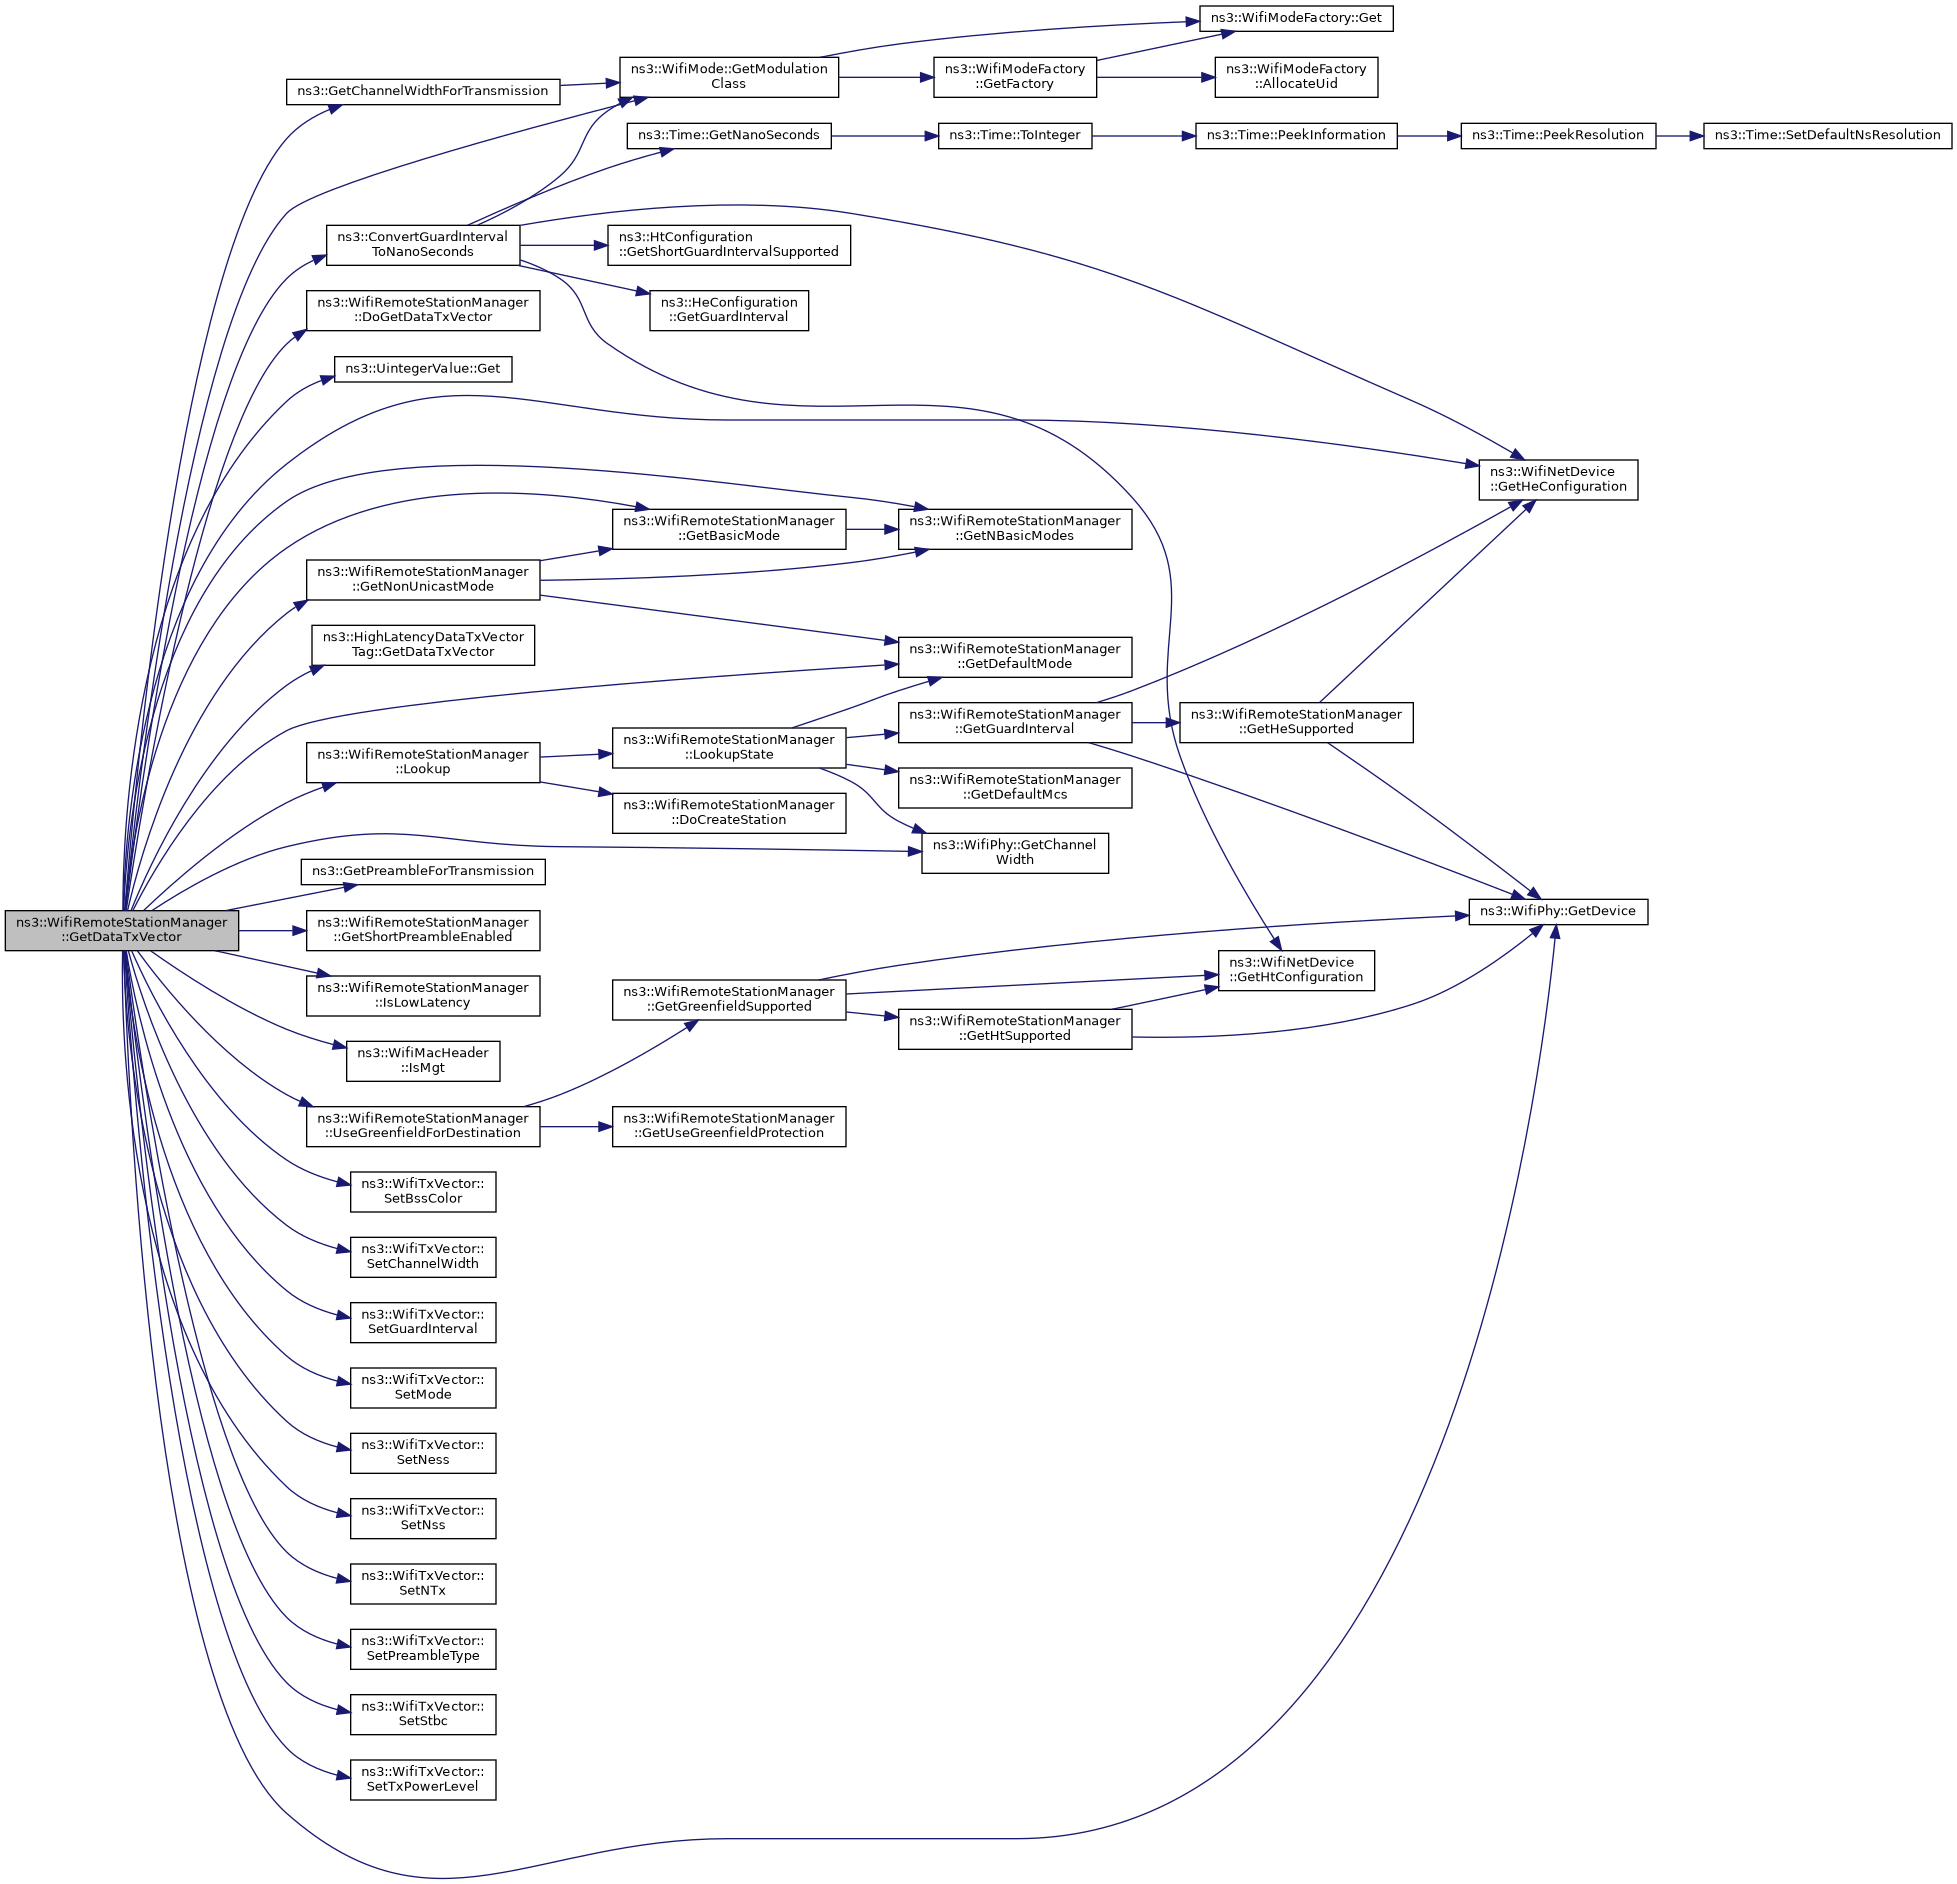 ns3::WifiRemoteStationManager
::GetDataTxVector
ns3::GetChannelWidthForTransmission
ns3::WifiMode::GetModulation
Class
ns3::WifiModeFactory::Get
ns3::WifiModeFactory
::GetFactory
ns3::WifiModeFactory
::AllocateUid
ns3::Time::GetNanoSeconds
ns3::Time::ToInteger
ns3::Time::PeekInformation
ns3::Time::PeekResolution
ns3::Time::SetDefaultNsResolution
ns3::ConvertGuardInterval
ToNanoSeconds
ns3::HtConfiguration
::GetShortGuardIntervalSupported
ns3::HeConfiguration
::GetGuardInterval
ns3::WifiRemoteStationManager
::DoGetDataTxVector
ns3::UintegerValue::Get
ns3::WifiNetDevice
::GetHeConfiguration
ns3::WifiRemoteStationManager
::GetBasicMode
ns3::WifiRemoteStationManager
::GetNBasicModes
ns3::WifiRemoteStationManager
::GetNonUnicastMode
ns3::HighLatencyDataTxVector
Tag::GetDataTxVector
ns3::WifiRemoteStationManager
::GetDefaultMode
ns3::WifiRemoteStationManager
::GetGuardInterval
ns3::WifiRemoteStationManager
::GetHeSupported
ns3::WifiRemoteStationManager
::Lookup
ns3::WifiRemoteStationManager
::LookupState
ns3::WifiRemoteStationManager
::GetDefaultMcs
ns3::WifiRemoteStationManager
::DoCreateStation
ns3::WifiPhy::GetChannel
Width
ns3::GetPreambleForTransmission
ns3::WifiRemoteStationManager
::GetShortPreambleEnabled
ns3::WifiPhy::GetDevice
ns3::WifiRemoteStationManager
::IsLowLatency
ns3::WifiRemoteStationManager
::GetGreenfieldSupported
ns3::WifiNetDevice
::GetHtConfiguration
ns3::WifiRemoteStationManager
::GetHtSupported
ns3::WifiMacHeader
::IsMgt
ns3::WifiRemoteStationManager
::UseGreenfieldForDestination
ns3::WifiRemoteStationManager
::GetUseGreenfieldProtection
ns3::WifiTxVector::
SetBssColor
ns3::WifiTxVector::
SetChannelWidth
ns3::WifiTxVector::
SetGuardInterval
ns3::WifiTxVector::
SetMode
ns3::WifiTxVector::
SetNess
ns3::WifiTxVector::
SetNss
ns3::WifiTxVector::
SetNTx
ns3::WifiTxVector::
SetPreambleType
ns3::WifiTxVector::
SetStbc
ns3::WifiTxVector::
SetTxPowerLevel